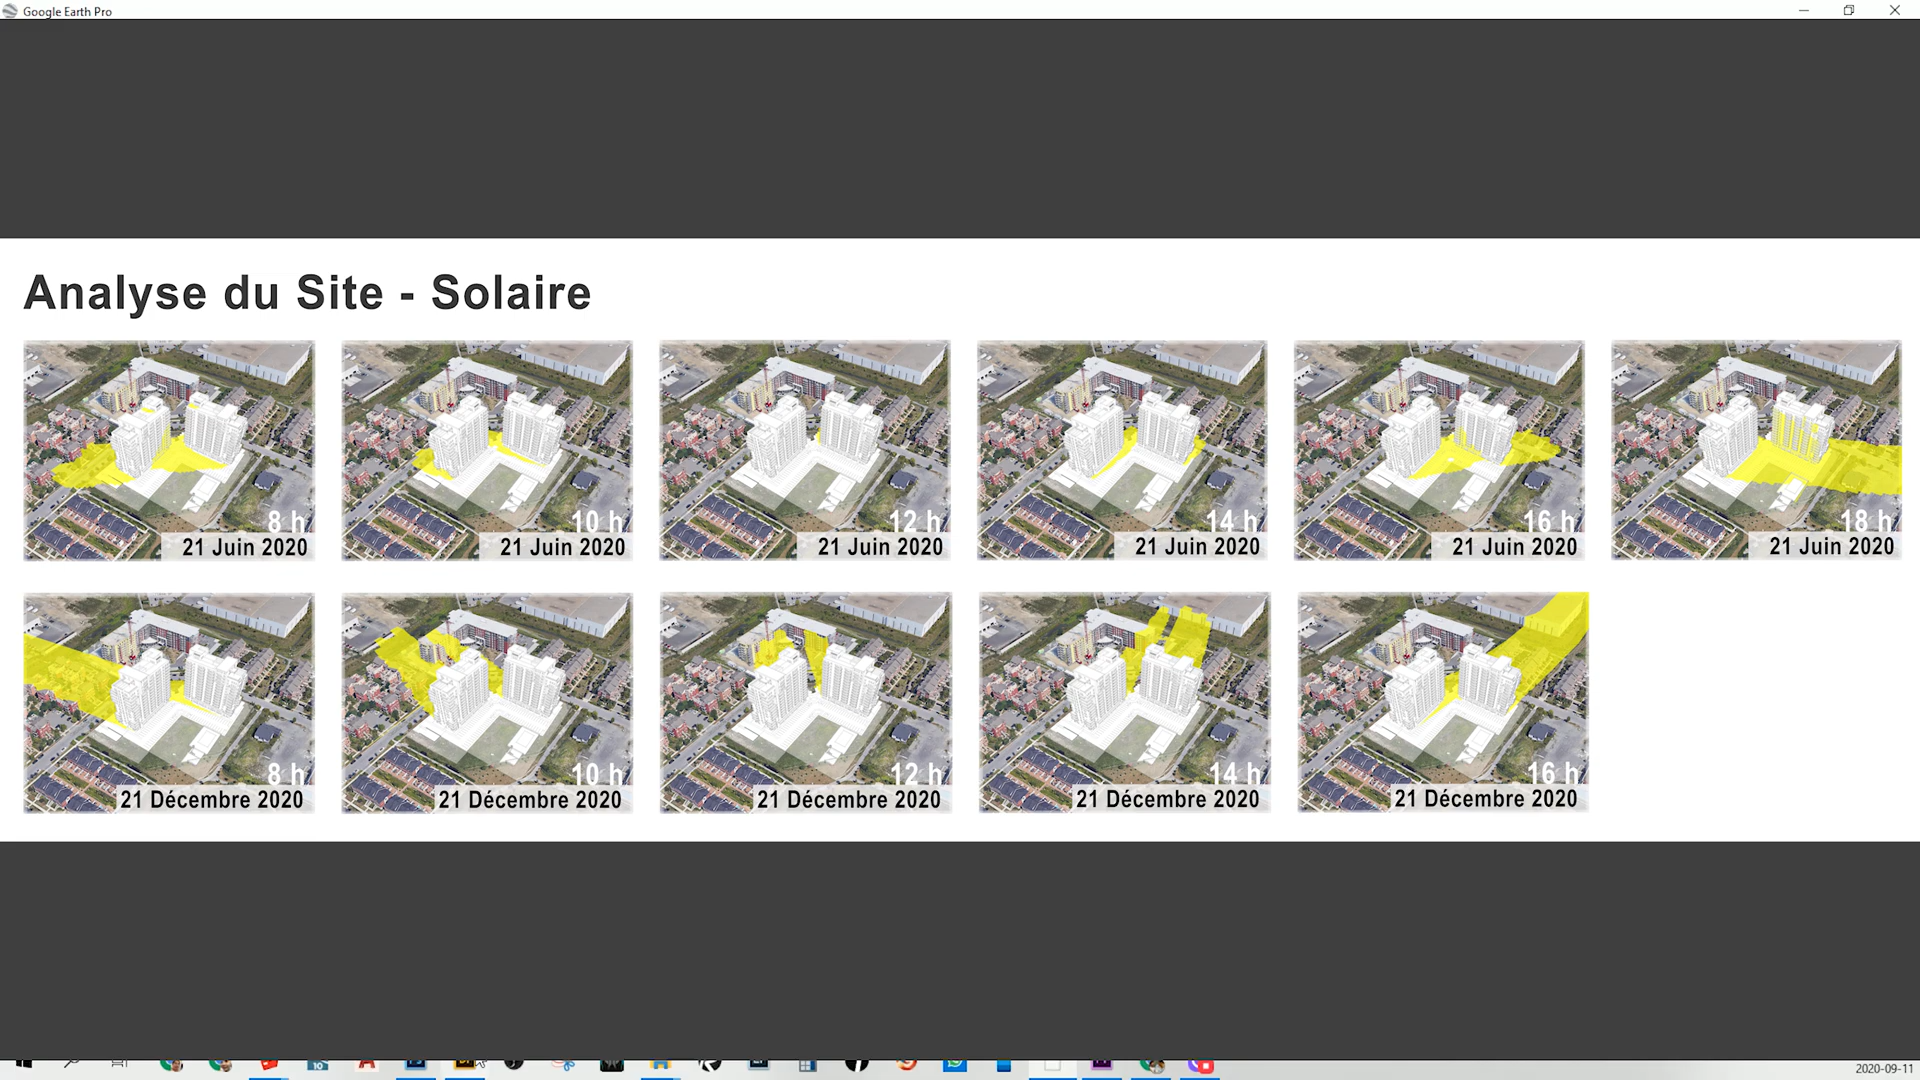 Google Earth Pro
Analyse du Site - Solaire
8 h
21 Juin 2020
10 h
21 Juin 2020
12 h
21 Juin 2020
14 h
21 Juin 2020
16 h
21 Juin 2020
18 h
21 Juin 2020
8 h
21 Décembre 2020
10 h
21 Décembre 2020
12 h
21 Décembre 2020
14 h
21 Décembre 2020
16 h
21 Décembre 2020
10
2020-09-11